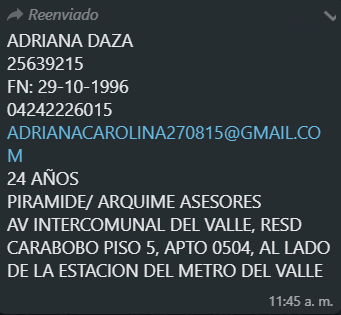 Reenviado
ADRIANA DAZA
25639215
FN: 29-10-1996
04242226015
ADRIANACAROLINA270815@GMAIL.CO
M
24 AÑOS
PIRAMIDE/ ARQUIME ASESORES
AV INTERCOMUNAL DEL VALLE, RESD
CARABOBO PISO 5, APTO 0504, AL LADO
DE LA ESTACION DEL METRO DEL VALLE
11:45 a. m.